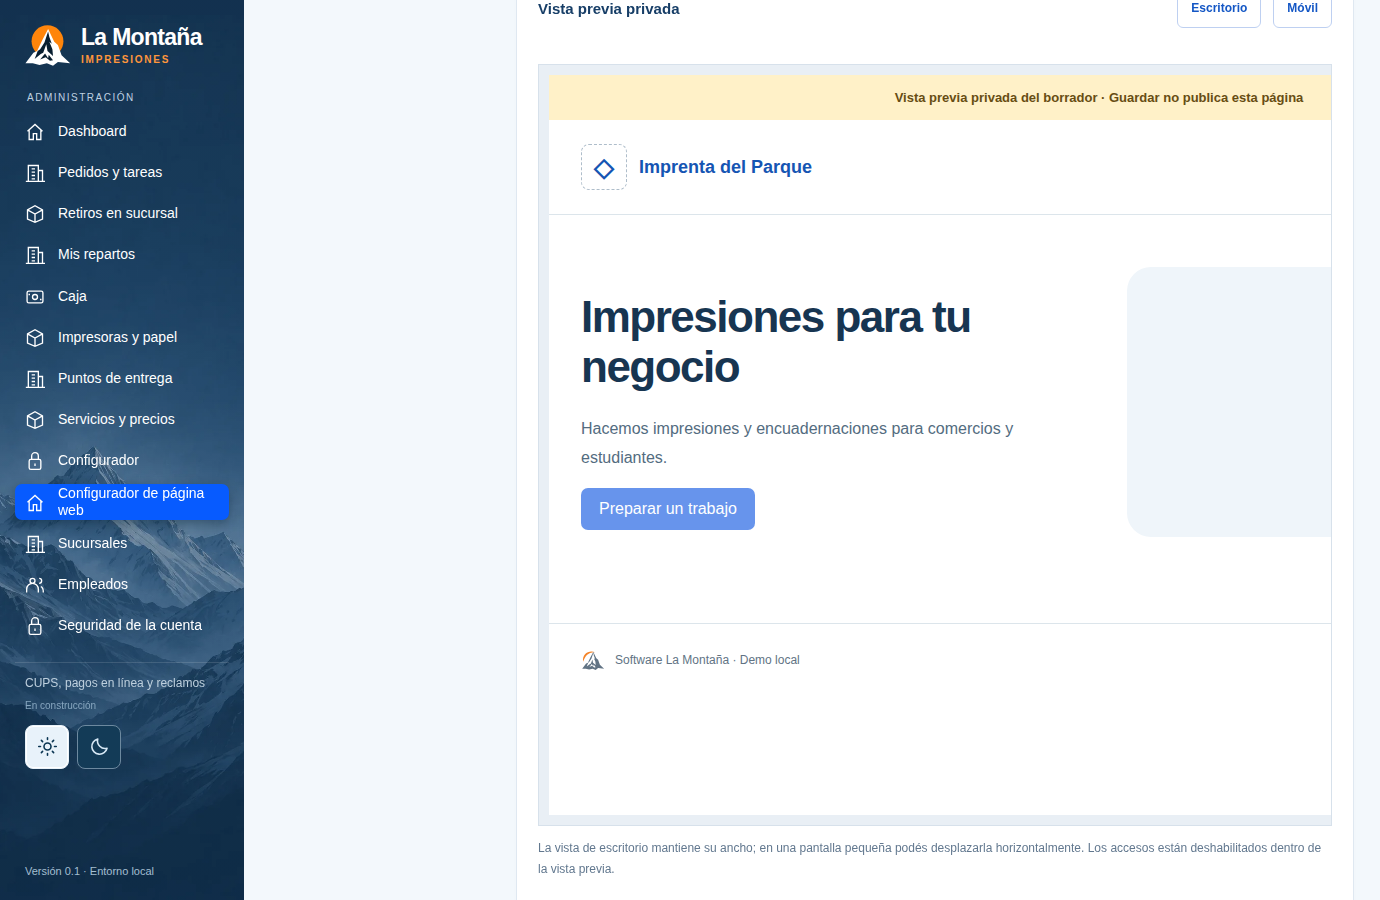 La Montaña
IMPRESIONES
ADMINISTRACIÓN
Dashboard
Pedidos y tareas
Retiros en sucursal
Mis repartos
Caja
Impresoras y papel
Puntos de entrega
Servicios y precios
Configurador
Configurador de página
web
Sucursales
Empleados
Seguridad de la cuenta
CUPS, pagos en línea y reclamos
En construcción
Versión 0.1 · Entorno local
Vista previa privada
Escritorio
Móvil
Vista previa privada del borrador · Guardar no publica esta página
Imprenta del Parque
Impresiones para tu
negocio
Hacemos impresiones y encuadernaciones para comercios y
estudiantes.
Preparar un trabajo
Software La Montaña · Demo local
La vista de escritorio mantiene su ancho; en una pantalla pequeña podés desplazarla horizontalmente. Los accesos están deshabilitados dentro de
la vista previa.